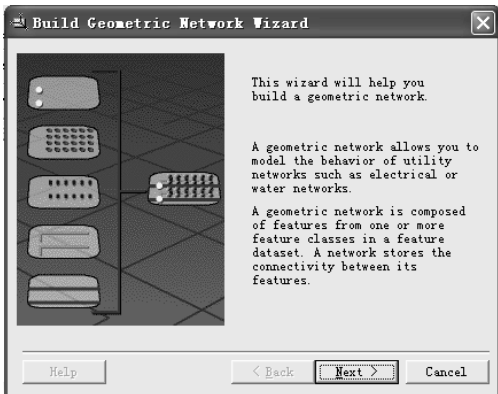 Build Geometric Network Wizard
This wizard will help you
build a geometric network.
A geometric network allows you to
model the behavior of utility
networks such as electrical or
water networks.
A geometric network is composed
of features from one or more
feature classes in a feature
dataset. A network stores the
connectivity between its
features.
Help
< Back
Next >
Cancel